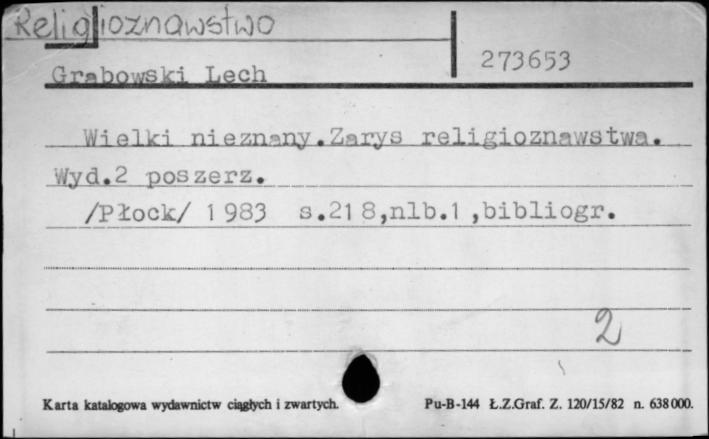 Religioznawstwo
273653
Grabowski Lech
Wielki nieznany.Zarys religioznawstwa.
Wyd.2 poszerz.
/Płock/ 1983 s.218,nlb.1,bibliogr.
2
Karta katalogowa wydawnictw ciągłych i zwartych. Pu-B-144 Ł.Z.Graf. Z. 120/15/82 n. 638000.